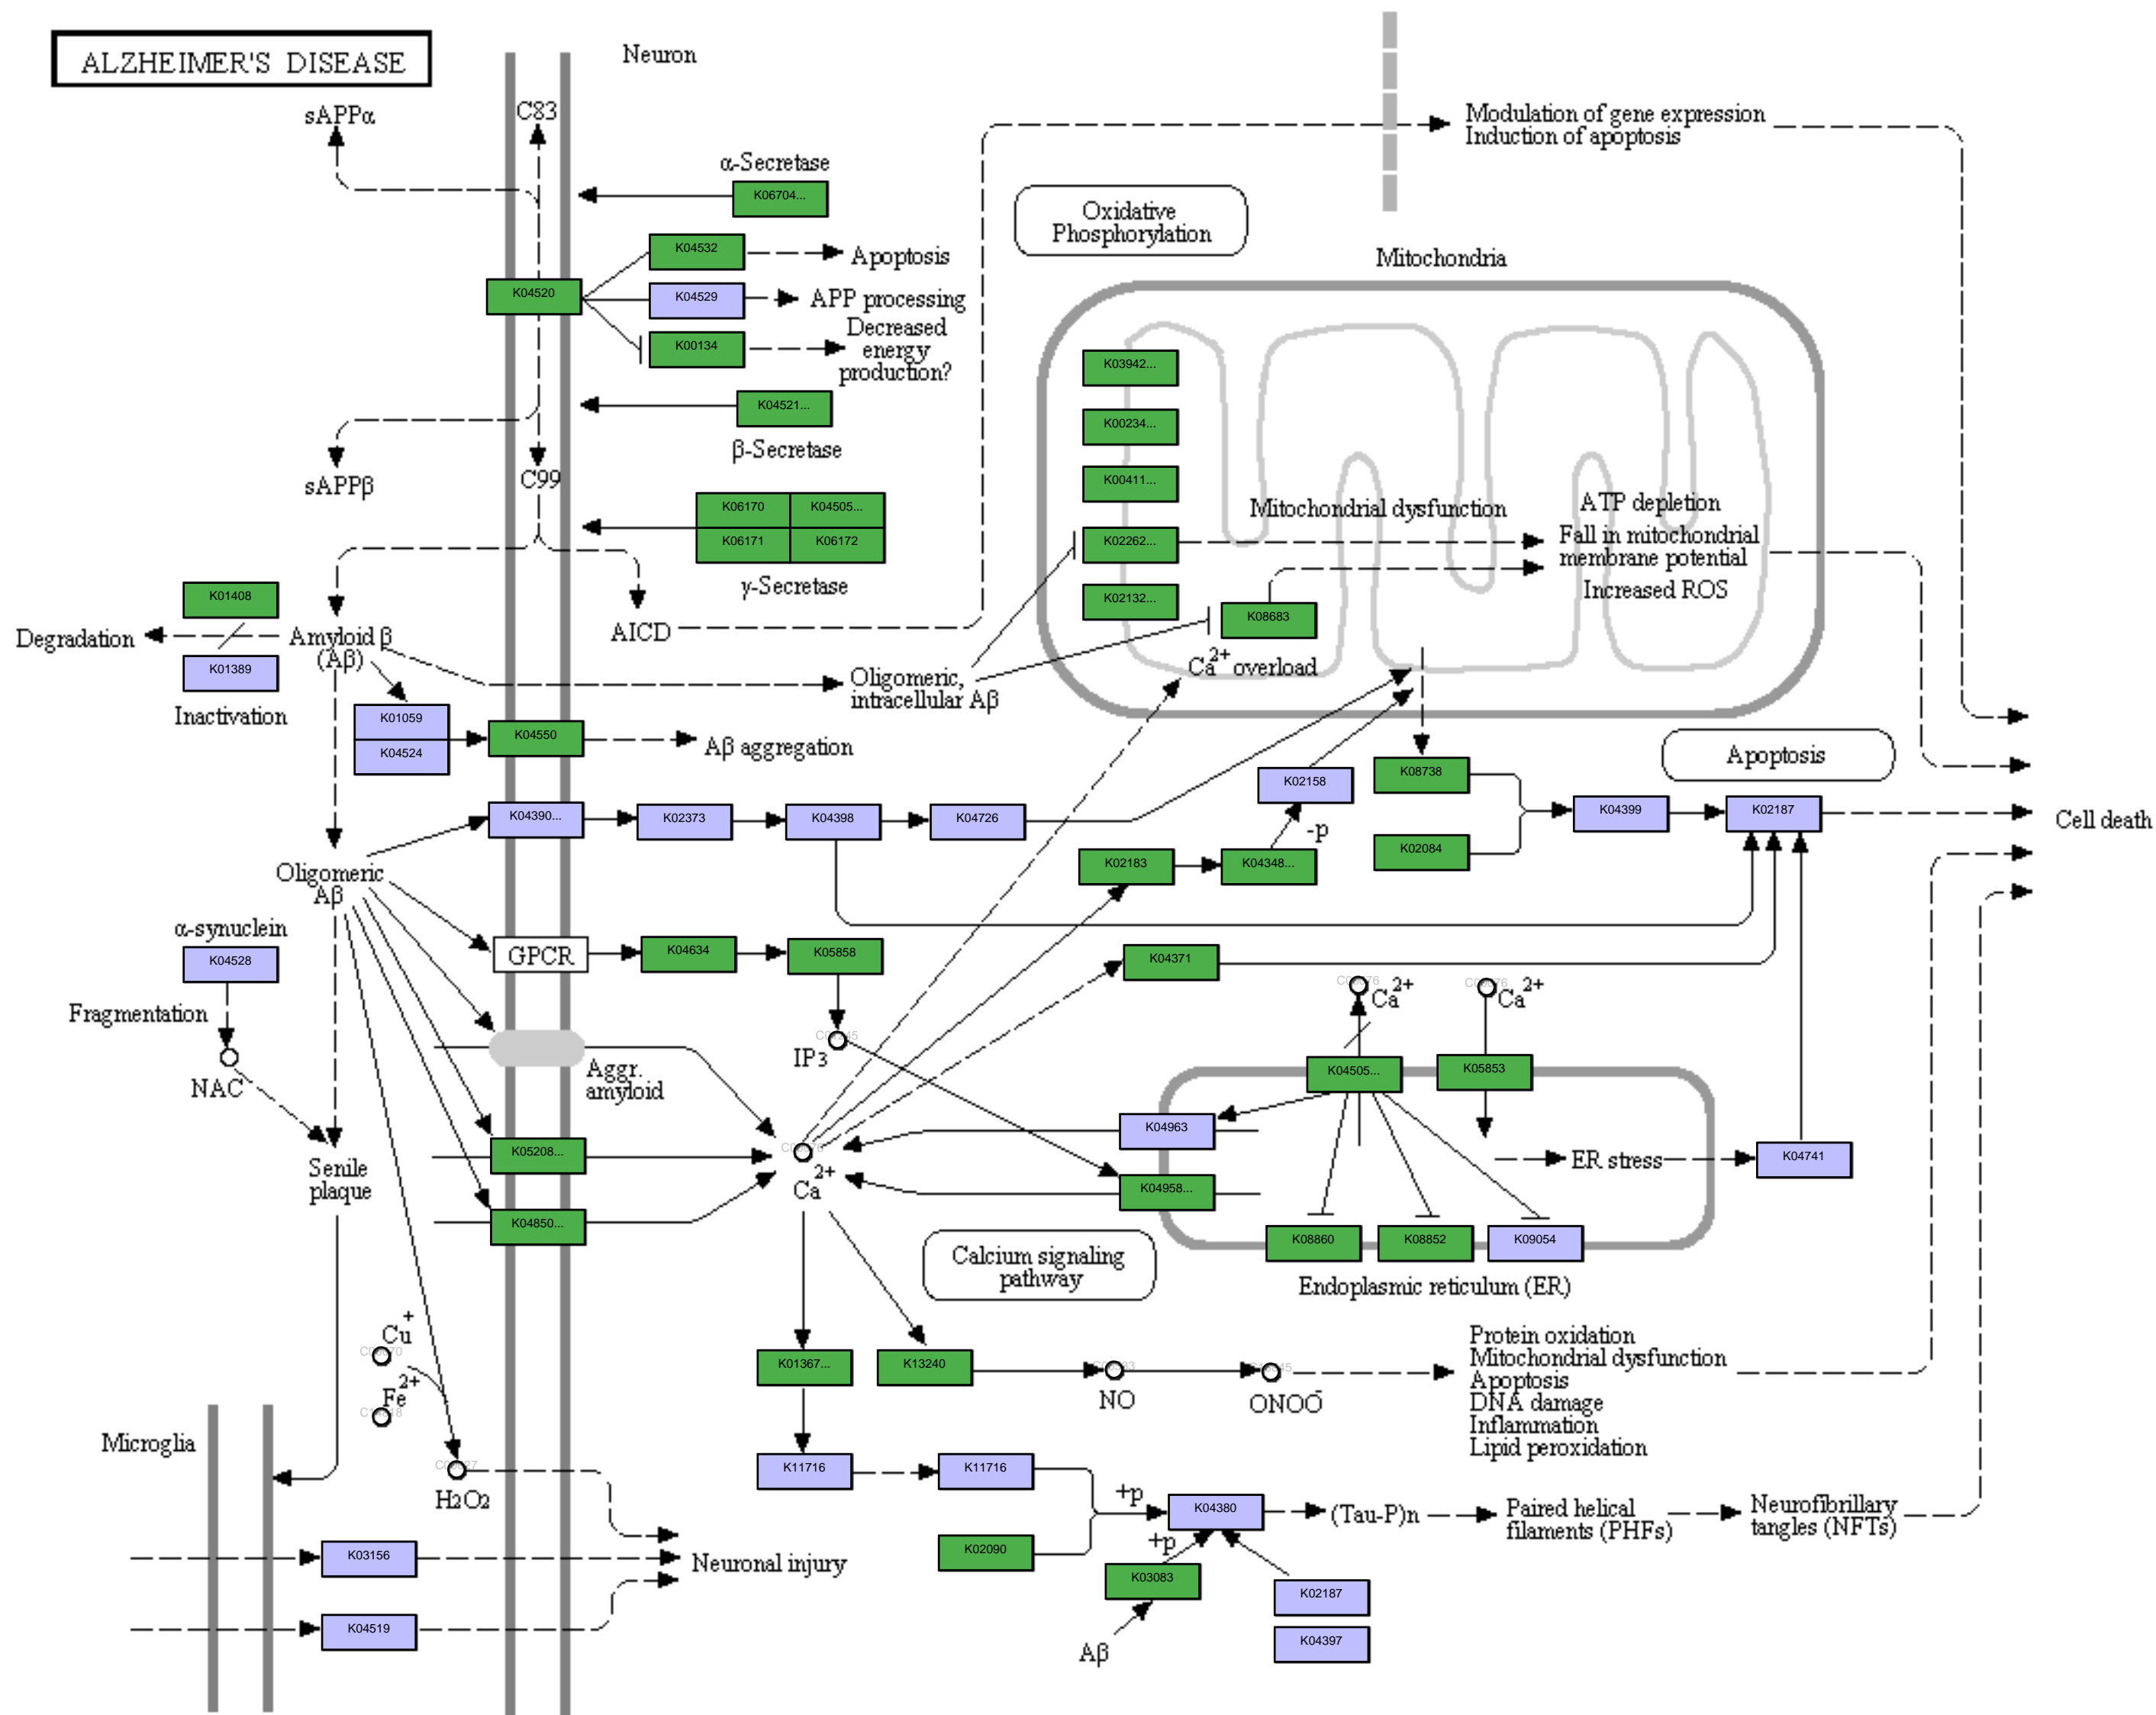 ALZHEIMER'S DISEASE
Neuron
sAPPα
C83
Modulation of gene expression
Induction of apoptosis
α-Secretase
K06704...
Oxidative
Phosphorylation
K04532
Apoptosis
Mitochondria
K04520
K04529
APP processing
K00134
Decreased
energy
production?
K03942...
K04521...
β-Secretase
K00234...
sAPPβ
C99
K00411...
K06170
K04505...
K06171
K06172
γ-Secretase
Mitochondrial dysfunction
ATP depletion
K02262...
Fall in mitochondrial
membrane potential
Increased ROS
K02132...
K08683
Ca2+ overload
K01408
Degradation
Amyloid β
(Aβ)
AICD
K01389
Inactivation
Oligomeric,
intracellular Aβ
K01059
K04524
K04550
Aβ aggregation
Apoptosis
K02158
K08738
K04390...
K02373
K04398
K04726
K04399
K02187
Cell death
-p
K02183
K04348...
K02084
Oligomeric
Aβ
α-synuclein
K04528
GPCR
K04634
K05858
K04371
Fragmentation
Ca2+
Ca2+
NAC
IP3
Aggr.
amyloid
K04505...
K05853
K04963
K05208...
Senile
plaque
Ca2+
ER stress
K04741
K04958...
K04850...
K08860
K08852
K09054
Calcium signaling
pathway
Endoplasmic reticulum (ER)
Cu+
Fe2+
K01367...
K13240
NO
ONOO-
Protein oxidation
Mitochondrial dysfunction
Apoptosis
DNA damage
Inflammation
Lipid peroxidation
Microglia
H2O2
K11716
K11716
+p
K04380
(Tau-P)n
Paired helical
filaments (PHFs)
Neurofibrillary
tangles (NFTs)
K02090
+p
K03156
Neuronal injury
K03083
K02187
K04519
K04397
Aβ